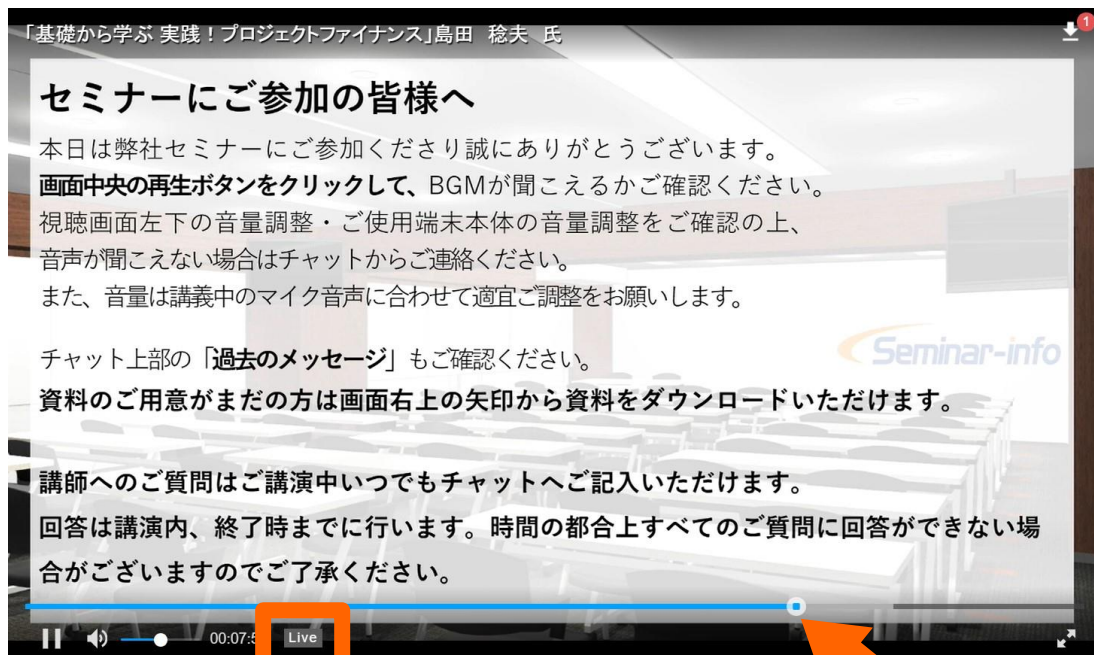 「基礎から学ぶ 実践!プロジェクトファイナンス」島田 稔夫 氏
1
セミナーにご参加の皆様へ
本日は弊社セミナーにご参加くださり誠にありがとうございます。
画面中央の再生ボタンをクリックして、BGMが聞こえるかご確認ください。
視聴画面左下の音量調整・ご使用端末本体の音量調整をご確認の上、
音声が聞こえない場合はチャットからご連絡ください。
また、音量は講義中のマイク音声に合わせて適宜ご調整をお願いします。
Seminar-info
チャット上部の「過去のメッセージ」もご確認ください。
資料のご用意がまだの方は画面右上の矢印から資料をダウンロードいただけます。
講師へのご質問はご講演中いつでもチャットへご記入いただけます。
回答は講演内、終了時までに行います。時間の都合上すべてのご質問に回答ができない場
合がございますのでご了承ください。
00:07:5 Live